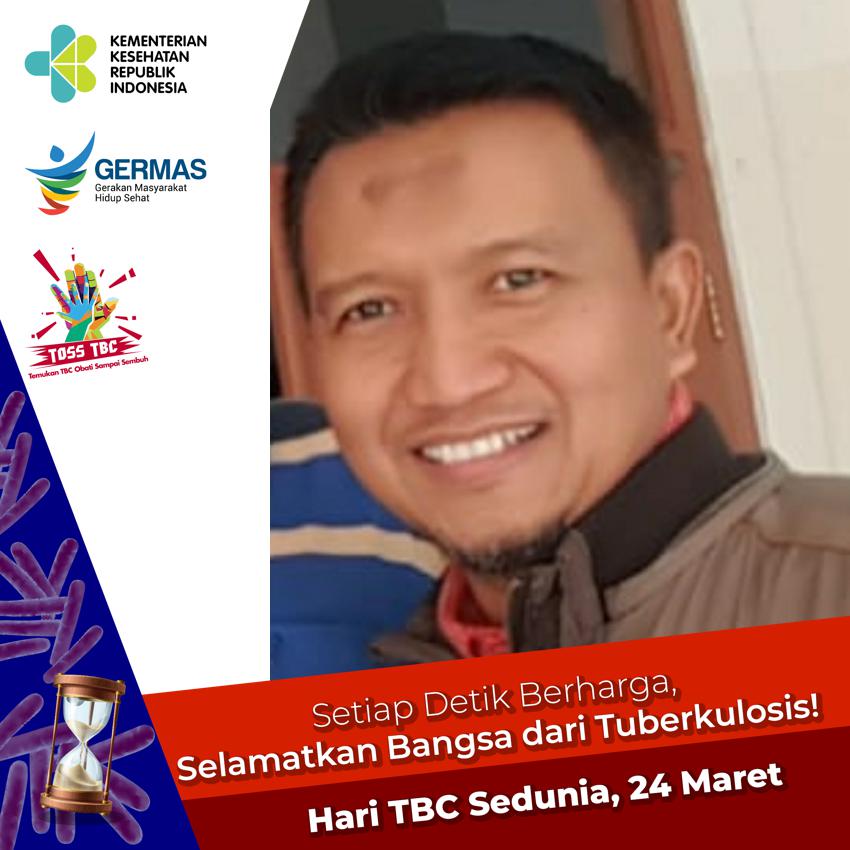 KEMENTERIAN
KESEHATAN
REPUBLIK
INDONESIA
GERMAS
Gerakan Masyarakat
Hidup Sehat
TOSS TBC
Temukan TBC Obati Sampai Sembuh
Setiap Detik Berharga,
Selamatkan Bangsa dari Tuberkulosis!
Hari TBC Sedunia, 24 Maret